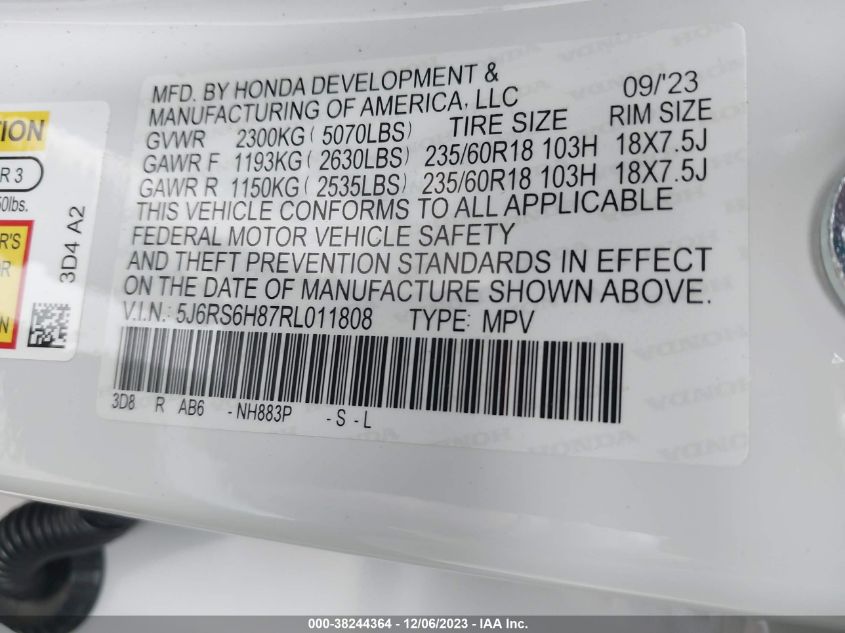 MFD. BY HONDA DEVELOPMENT &
MANUFACTURING OF AMERICA, LLC 09/'23
GVWR 2300KG ( 5070LBS) TIRE SIZE RIM SIZE
GAWR F 1193KG ( 2630LBS) 235/60R18 103H 18X7.5J
GAWR R 1150KG ( 2535LBS) 235/60R18 103H 18X7.5J
THIS VEHICLE CONFORMS TO ALL APPLICABLE
FEDERAL MOTOR VEHICLE SAFETY
AND THEFT PREVENTION STANDARDS IN EFFECT
ON THE DATE OF MANUFACTURE SHOWN ABOVE.
V.I.N.: 5J6RS6H87RL011808 TYPE: MPV
3D8 R AB6 -NH883P -S - L
R 3
3D4 A2
000-38244364 - 12/06/2023 - IAA Inc.